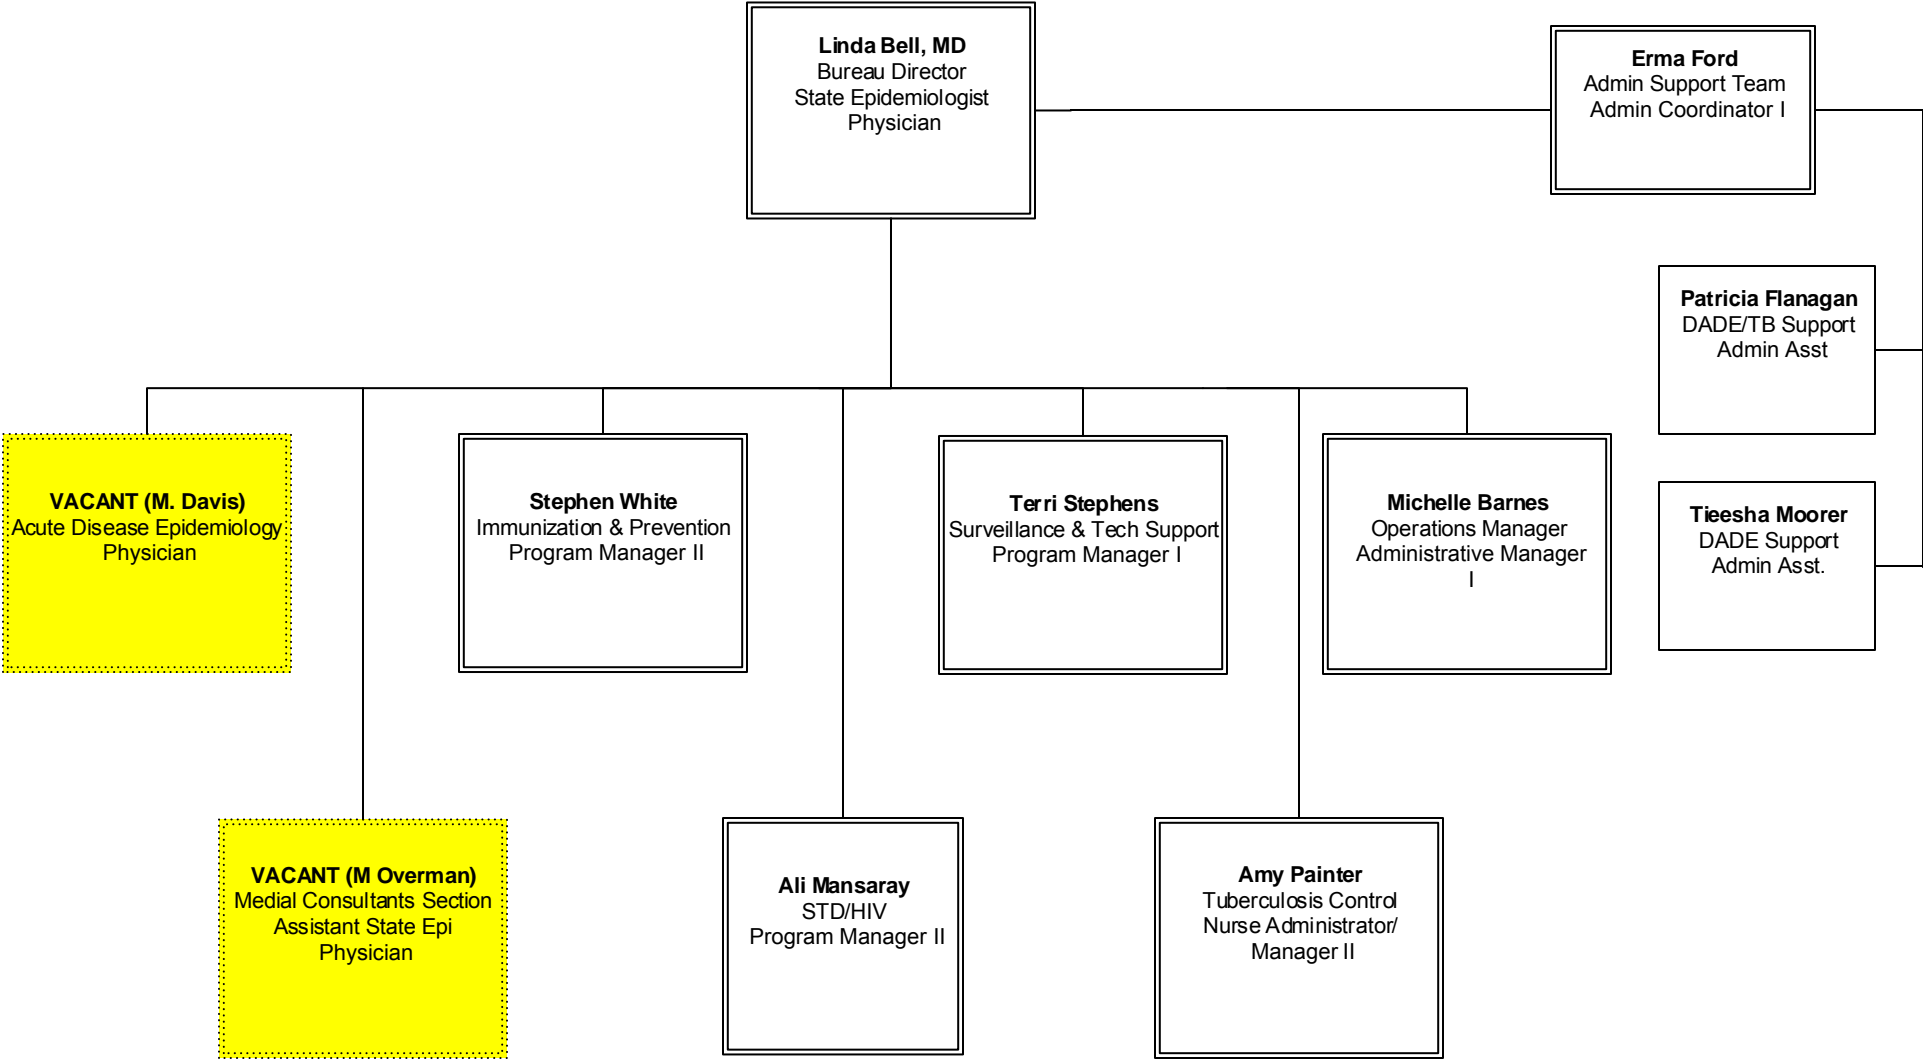 Linda Bell, MD
Bureau Director
State Epidemiologist
Physician
Erma Ford
Admin Support Team
Admin Coordinator I
Patricia Flanagan
DADE/TB Support
Admin Asst
Tieesha Moorer
DADE Support
Admin Asst.
VACANT (M. Davis)
Acute Disease Epidemiology
Physician
Stephen White
Immunization & Prevention
Program Manager II
Terri Stephens
Surveillance & Tech Support
Program Manager I
Michelle Barnes
Operations Manager
Administrative Manager
I
VACANT (M Overman)
Medial Consultants Section
Assistant State Epi
Physician
Ali Mansaray
STD/HIV
Program Manager II
Amy Painter
Tuberculosis Control
Nurse Administrator/
Manager II